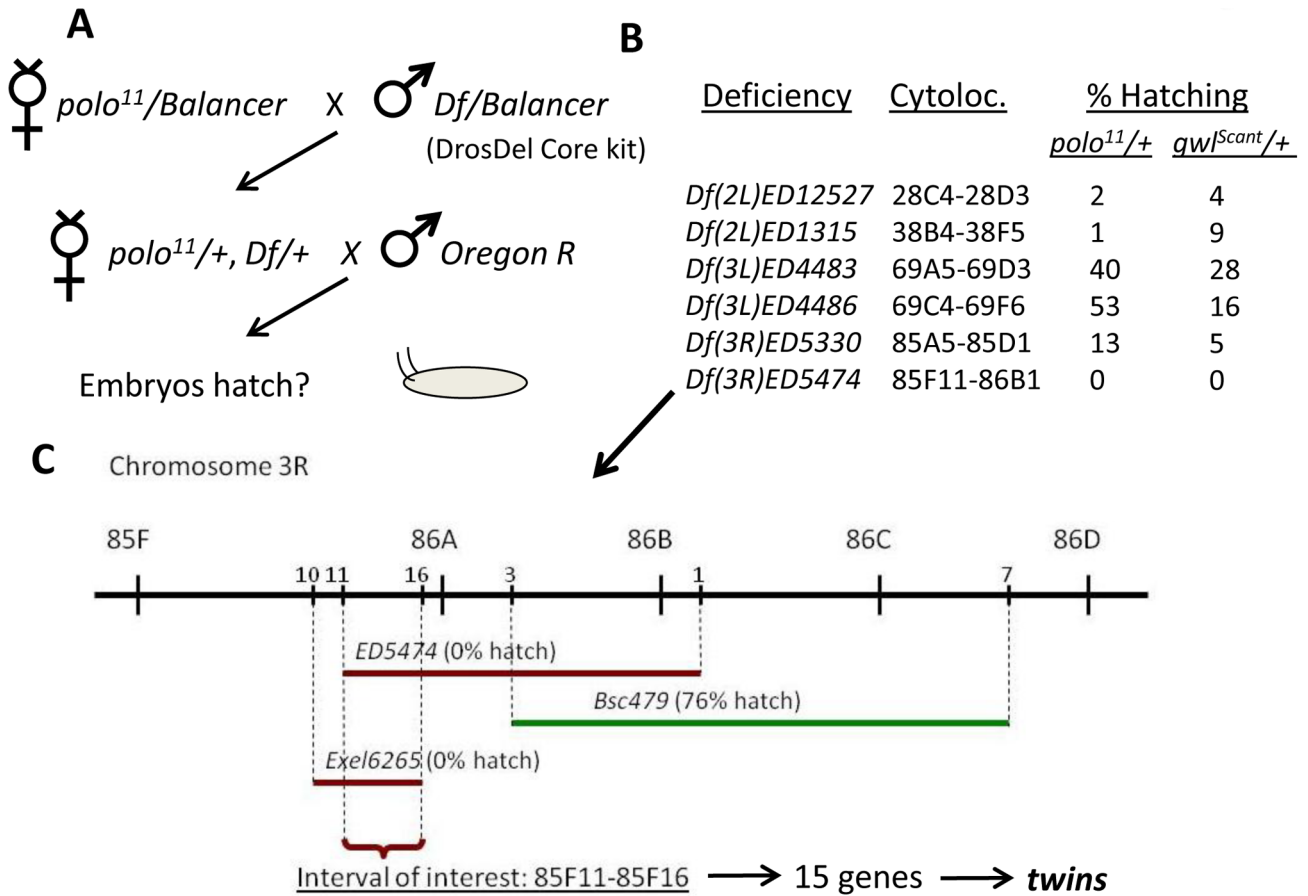 A
polo11/Balancer X Df/Balancer
(DrosDel Core kit)
polo11/+, Df/+ X Oregon R
Embryos hatch?
B
Deficiency Cytoloc. % Hatching
polo11/+ gwlScant/+
Df(2L)ED12527 28C4-28D3 2 4
Df(2L)ED1315 38B4-38F5 1 9
Df(3L)ED4483 69A5-69D3 40 28
Df(3L)ED4486 69C4-69F6 53 16
Df(3R)ED5330 85A5-85D1 13 5
Df(3R)ED5474 85F11-86B1 0 0
C
Chromosome 3R
85F 86A 86B 86C 86D
10 11 16 3 1 7
ED5474 (0% hatch)
Bsc479 (76% hatch)
Exel6265 (0% hatch)
Interval of interest: 85F11-85F16 15 genes twins